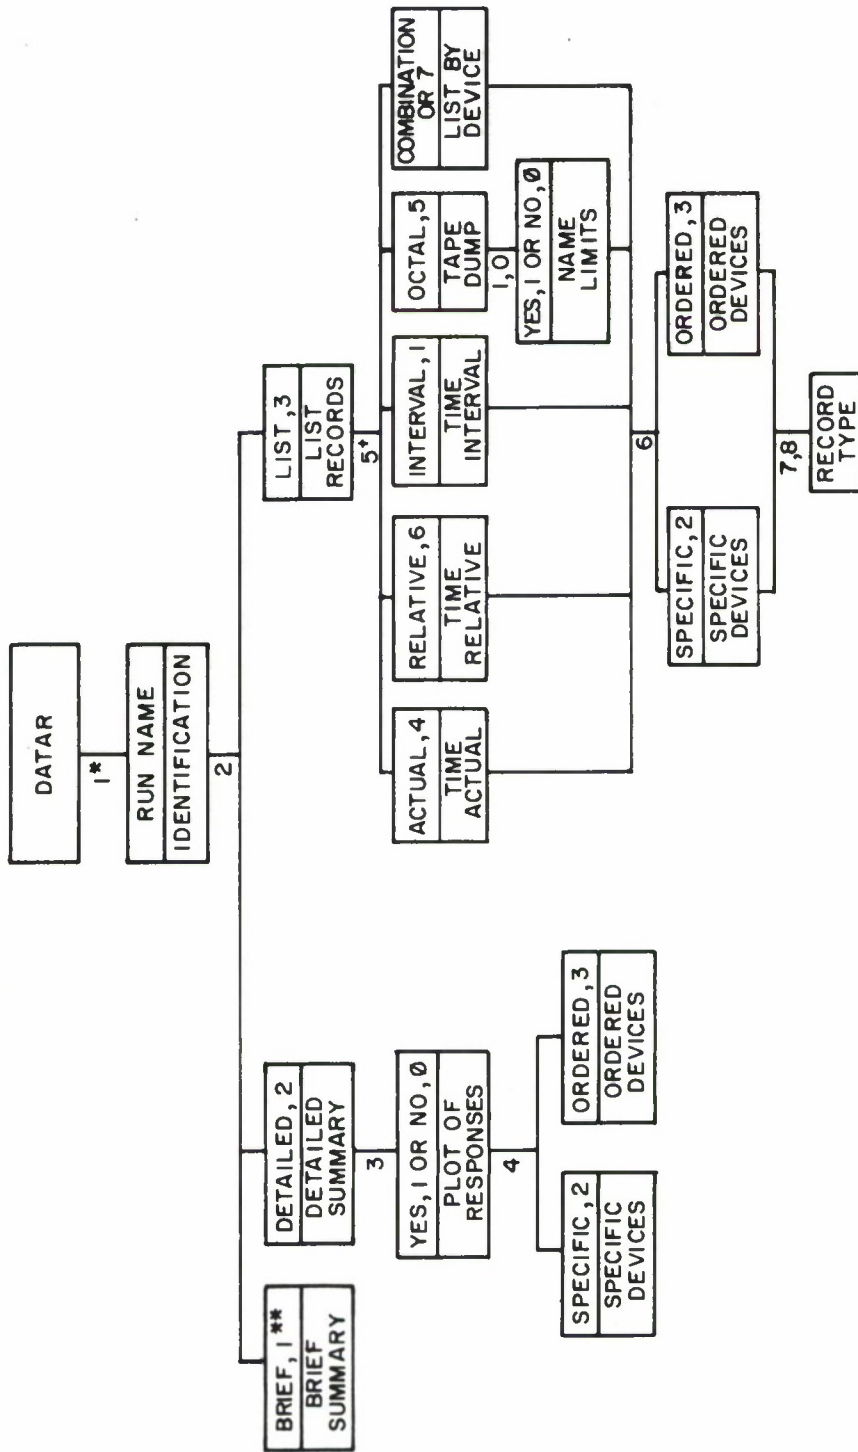 DATAR
1*
RUN NAME
IDENTIFICATION
2
BRIEF, 1**
BRIEF
SUMMARY
DETAILED, 2
DETAILED
SUMMARY
3
YES, 1 OR NO, Ø
PLOT OF
RESPONSES
4
SPECIFIC, 2
SPECIFIC
DEVICES
ORDERED, 3
ORDERED
DEVICES
LIST, 3
LIST
RECORDS
5+
ACTUAL, 4
TIME
ACTUAL
RELATIVE, 6
TIME
RELATIVE
INTERVAL, 1
TIME
INTERVAL
OCTAL, 5
TAPE
DUMP
1, 0
YES, 1 OR NO, Ø
NAME
LIMITS
COMBINATION
OR 7
LIST BY
DEVICE
6
SPECIFIC, 2
SPECIFIC
DEVICES
ORDERED, 3
ORDERED
DEVICES
7, 8
RECORD
TYPE